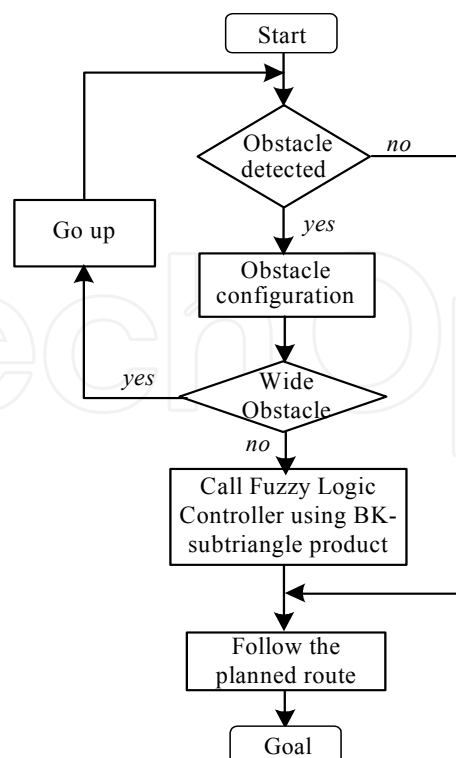 Start
Obstacle
detected
no
yes
Go up
Obstacle
configuration
yes
Wide
Obstacle
no
Call Fuzzy Logic
Controller using BK-
subtriangle product
Follow the
planned route
Goal